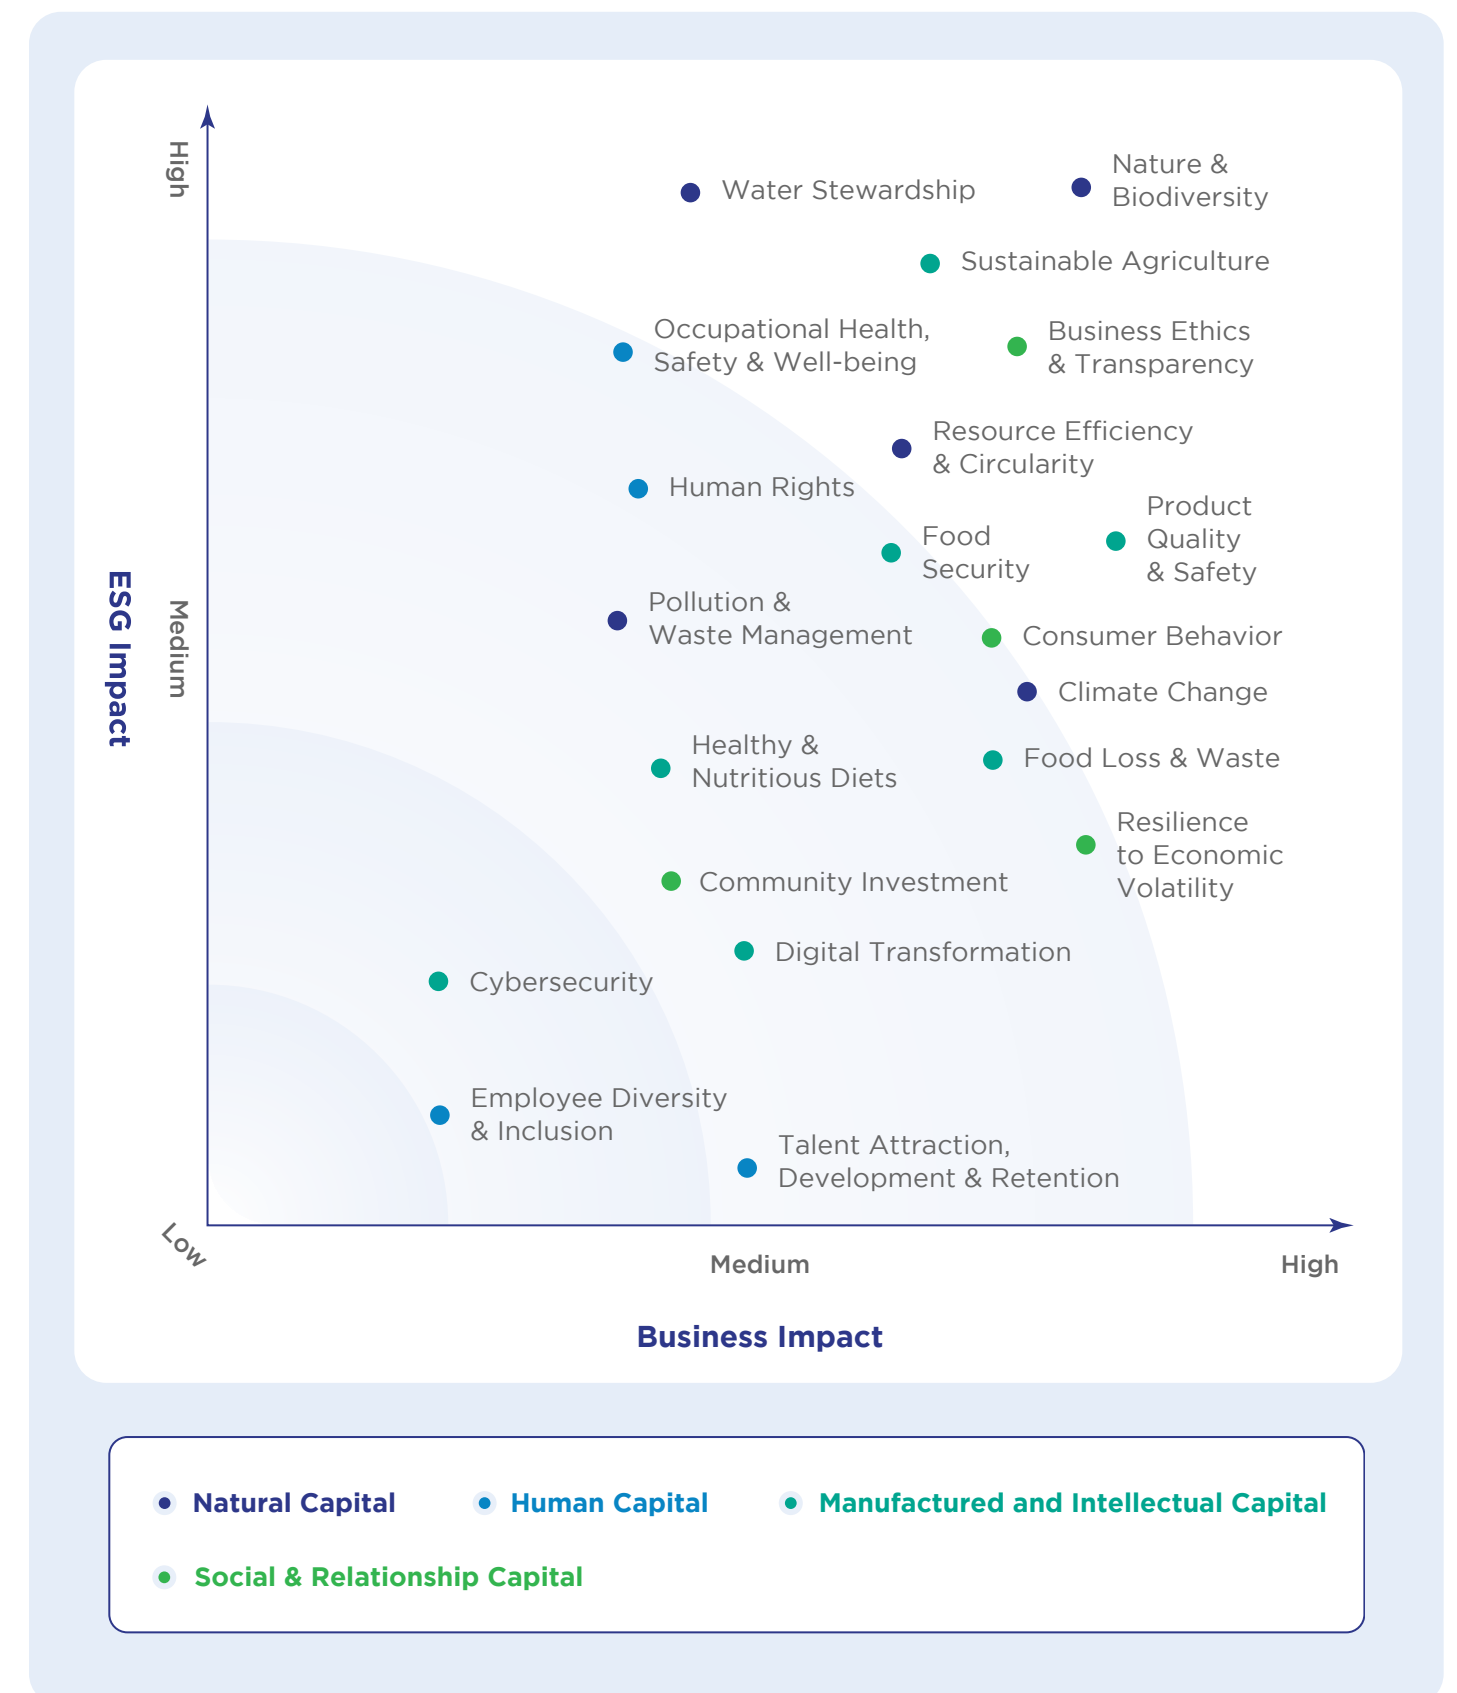 High
Water Stewardship
Nature &
Biodiversity
Sustainable Agriculture
Occupational Health,
Safety & Well-being
Business Ethics
& Transparency
Resource Efficiency
& Circularity
Human Rights
Product
Quality
& Safety
Food
Security
ESG Impact
Medium
Pollution &
Waste Management
Consumer Behavior
Climate Change
Healthy &
Nutritious Diets
Food Loss & Waste
Resilience
to Economic
Volatility
Community Investment
Digital Transformation
Cybersecurity
Employee Diversity
& Inclusion
Talent Attraction,
Development & Retention
Low
Medium
High
Business Impact
Natural Capital
Human Capital
Manufactured and Intellectual Capital
Social & Relationship Capital